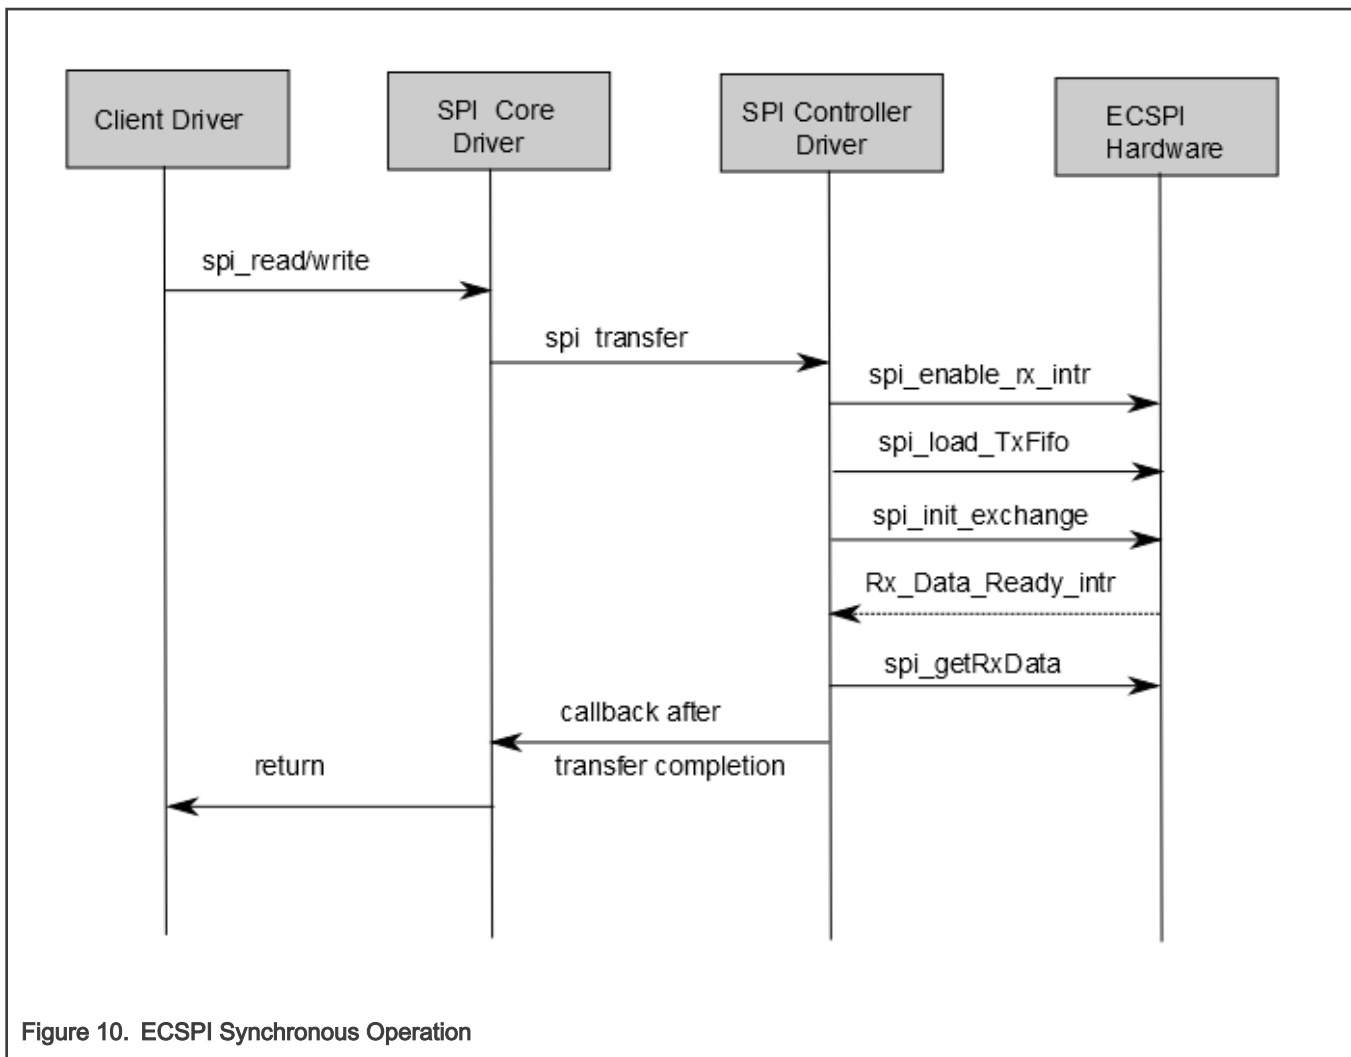 Client Driver
SPI Core
Driver
SPI Controller
Driver
ECSPI
Hardware
spi_read/write
spi transfer
spi_enable_rx_intr
spi_load_TxFifo
spi_init_exchange
Rx_Data_Ready_intr
spi_getRxData
callback after
transfer completion
return
Figure 10. ECSPI Synchronous Operation